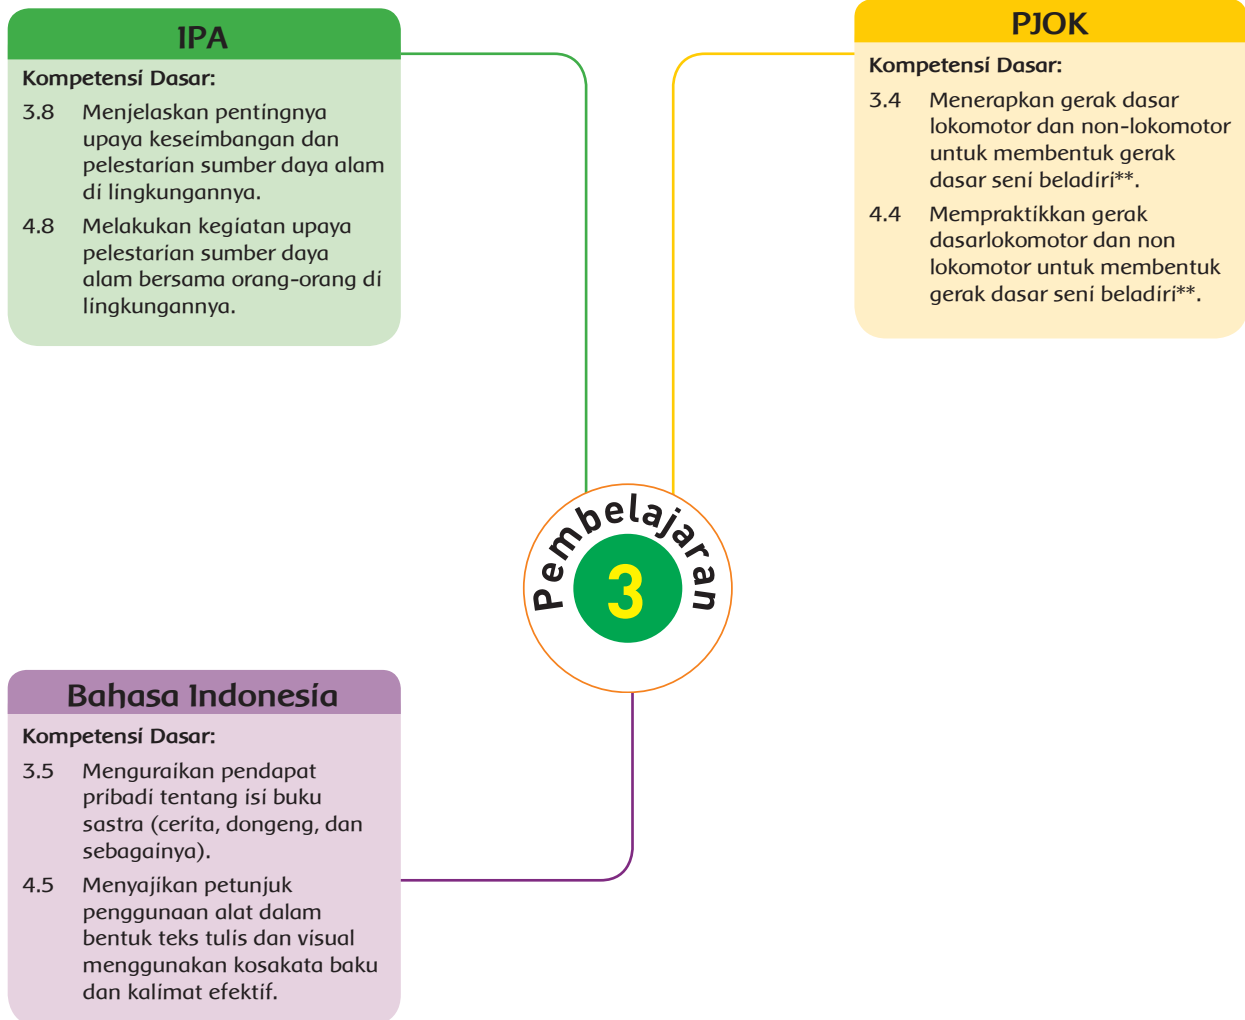 IPA
Kompetensi Dasar:
3.8 Menjelaskan pentingnya
upaya keseimbangan dan
pelestarian sumber daya alam
di lingkungannya.
4.8 Melakukan kegiatan upaya
pelestarian sumber daya
alam bersama orang-orang di
lingkungannya.
PJOK
Kompetensi Dasar:
3.4 Menerapkan gerak dasar
lokomotor dan non-lokomotor
untuk membentuk gerak
dasar seni beladiri**.
4.4 Mempraktikkan gerak
dasarlokomotor dan non
lokomotor untuk membentuk
gerak dasar seni beladiri**.
Pembelajaran
3
Bahasa Indonesia
Kompetensi Dasar:
3.5 Menguraikan pendapat
pribadi tentang isi buku
sastra (cerita, dongeng, dan
sebagainya).
4.5 Menyajikan petunjuk
penggunaan alat dalam
bentuk teks tulis dan visual
menggunakan kosakata baku
dan kalimat efektif.